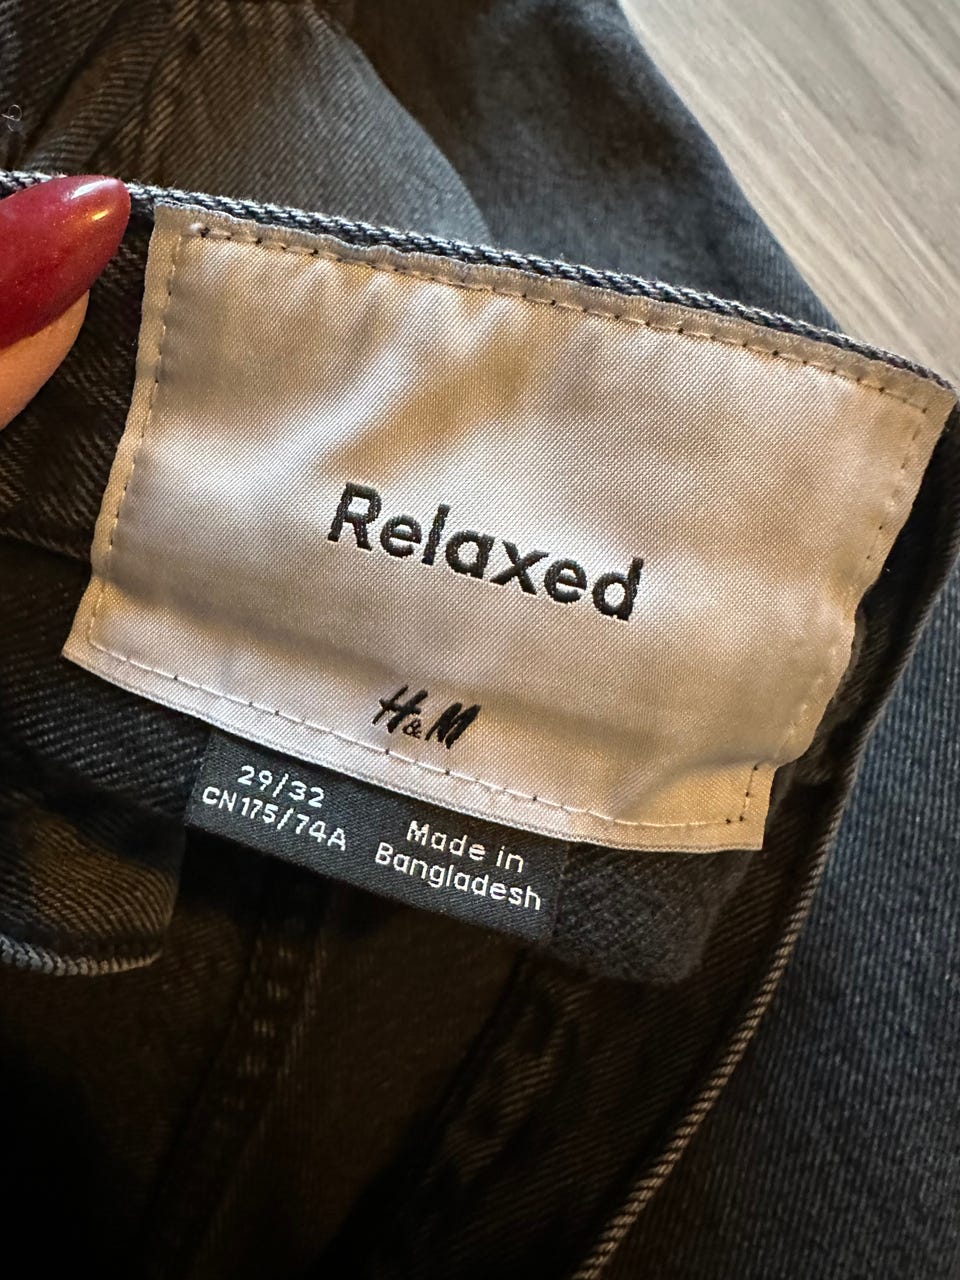 Relaxed
H&M
29/32
CN175/74A
Made in
Bangladesh